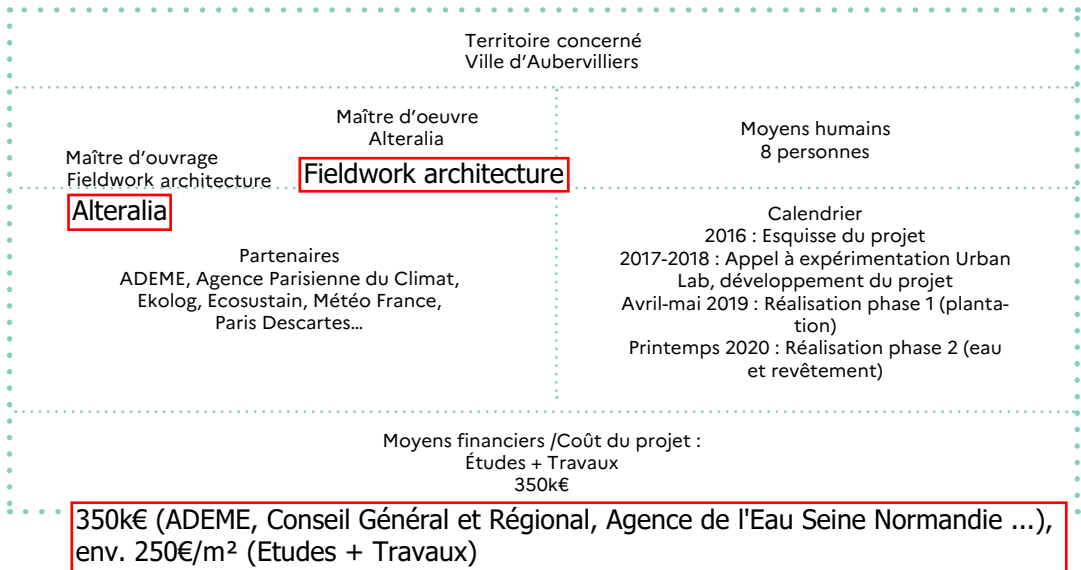 Territoire concerné
Ville d’Aubervilliers
Maître d’oeuvre
Alteralia
Fieldwork architecture
Maître d’ouvrage
Fieldwork architecture
Alteralia
Moyens humains
8 personnes
Partenaires
ADEME, Agence Parisienne du Climat,
Ekolog, Ecosustain, Météo France,
Paris Descartes…
Calendrier
2016 : Esquisse du projet
2017-2018 : Appel à expérimentation Urban
Lab, développement du projet
Avril-mai 2019 : Réalisation phase 1 (planta-
tion)
Printemps 2020 : Réalisation phase 2 (eau
et revêtement)
Moyens financiers /Coût du projet :
Études + Travaux
350k€
350k€ (ADEME, Conseil Général et Régional, Agence de l'Eau Seine Normandie ...),
env. 250€/m² (Etudes + Travaux)